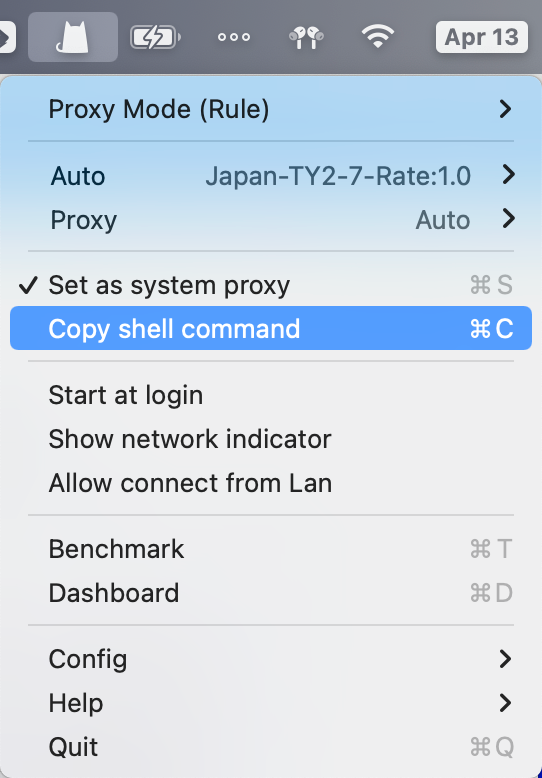 Apr 13
Proxy Mode (Rule)
Auto Japan-TY2-7-Rate:1.0
Proxy Auto
✓ Set as system proxy ⌘S
Copy shell command ⌘C
Start at login
Show network indicator
Allow connect from Lan
Benchmark ⌘T
Dashboard ⌘D
Config
Help
Quit ⌘Q